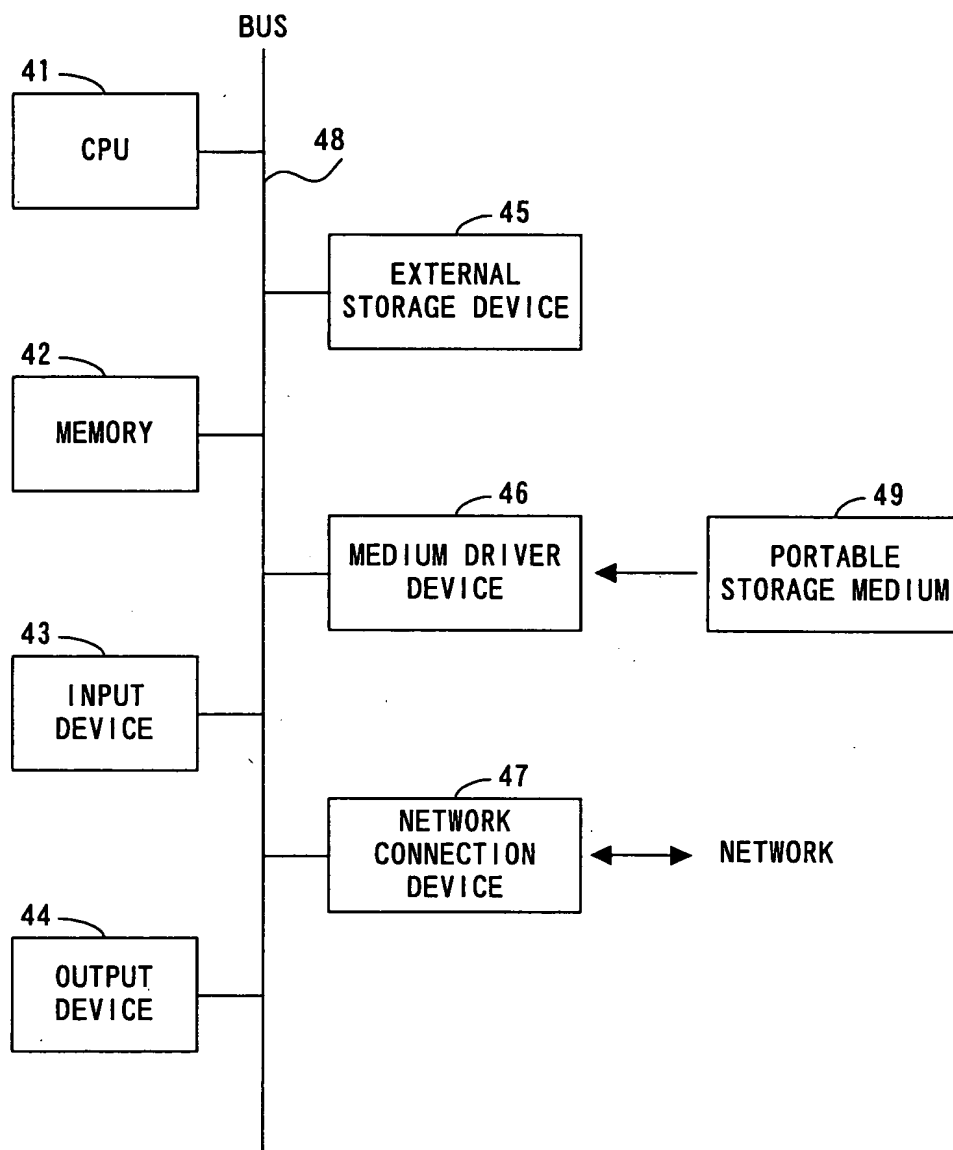 BUS
41
CPU
48
45
EXTERNAL
STORAGE DEVICE
42
MEMORY
46
MEDIUM DRIVER
DEVICE
49
PORTABLE
STORAGE MEDIUM
43
INPUT
DEVICE
47
NETWORK
CONNECTION
DEVICE
NETWORK
44
OUTPUT
DEVICE